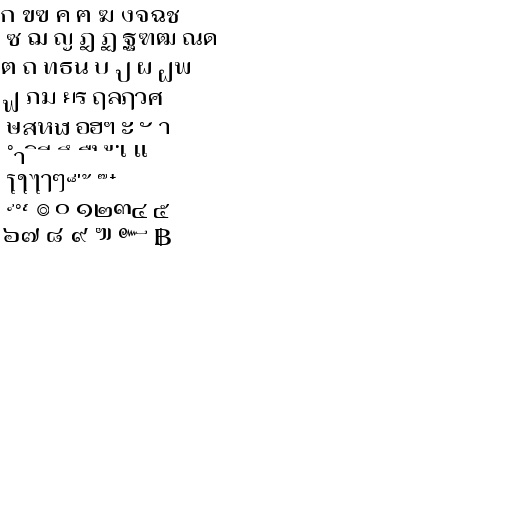 ก ขฃ ค ฅ ฆ งจฉช
ซ ฌ ญ ฎ ฏ ฐฑฒ ณด
ต ถ ทธน บ ป ผ ฝพ
ฟ ภม ยร ฤลฦวศ
ษสหฬ อฮฯ ะ ั า
ำ ิ ี ึ ื ุ ู ฺ เ แ
โใไๅๆ ็ ่ ้ ๊ ๋
์ ํ ๎ ๏ ๐ ๑๒๓๔ ๕
๖๗ ๘ ๙ ๚ ๛ ฿